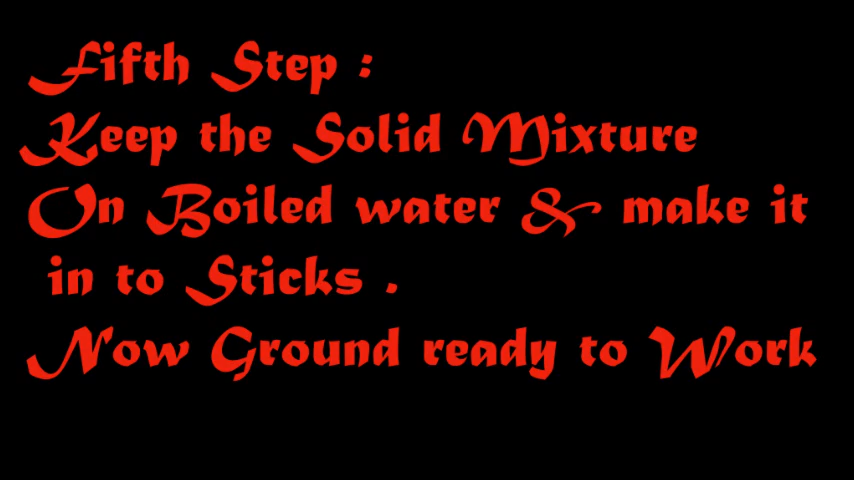 Fifth Step :
Keep the Solid Mixture
On Boiled water & make it
in to Sticks .
Now Ground ready to Work